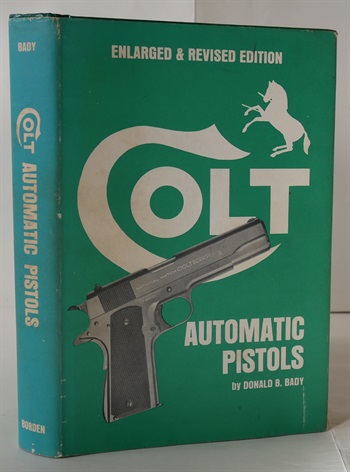 BADY
COLT AUTOMATIC PISTOLS
BORDEN
ENLARGED & REVISED EDITION
COLT
AUTOMATIC
PISTOLS
by DONALD B. BADY